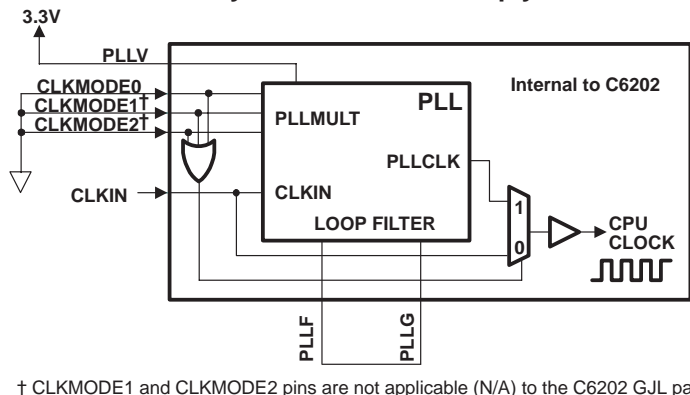 3.3V
PLLV
CLKMODE0
CLKMODE1†
CLKMODE2†
Internal to C6202
PLL
PLLMULT
PLLCLK
CLKIN
CLKIN
LOOP FILTER
1
0
CPU
CLOCK
PLLF
PLLG
† CLKMODE1 and CLKMODE2 pins are not applicable (N/A) to the C6202 GJL pa